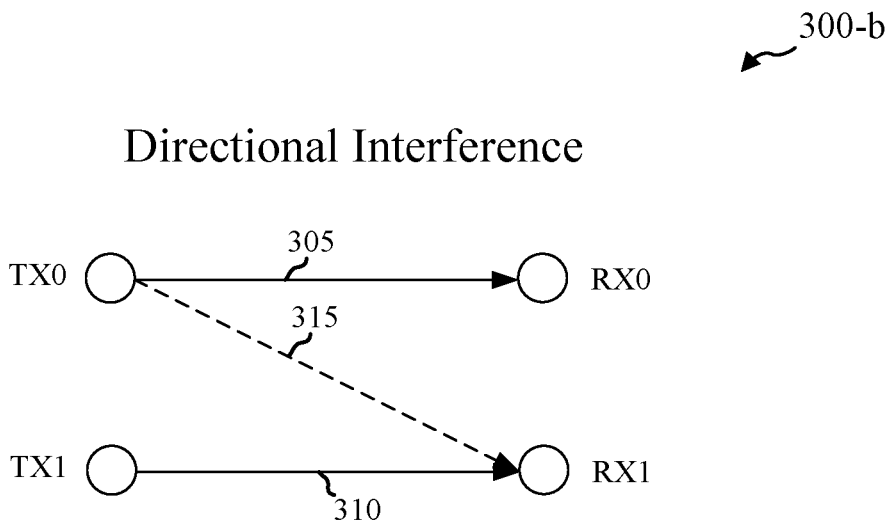 300-b
Directional Interference
305
TX0
RX0
315
TX1
RX1
310